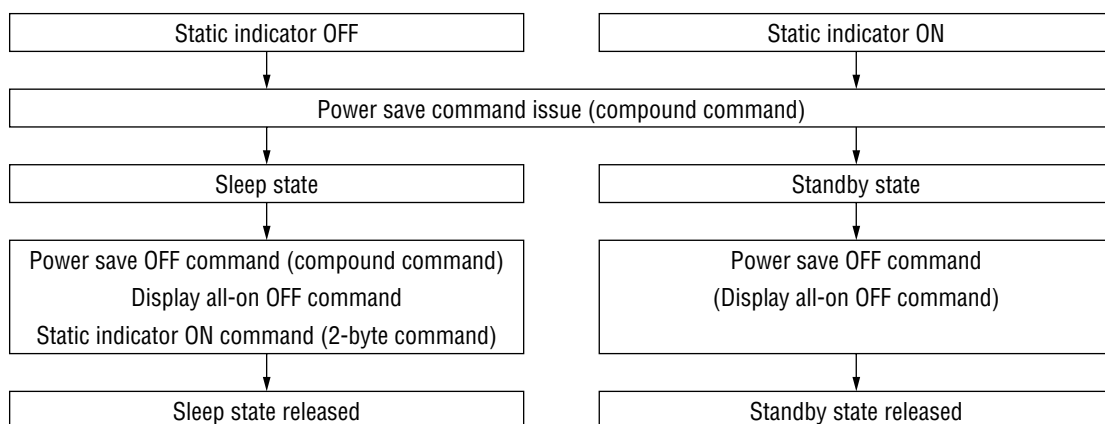 Static indicator OFF
Static indicator ON
Power save command issue (compound command)
Sleep state
Standby state
Power save OFF command (compound command)
Display all-on OFF command
Static indicator ON command (2-byte command)
Power save OFF command
(Display all-on OFF command)
Sleep state released
Standby state released